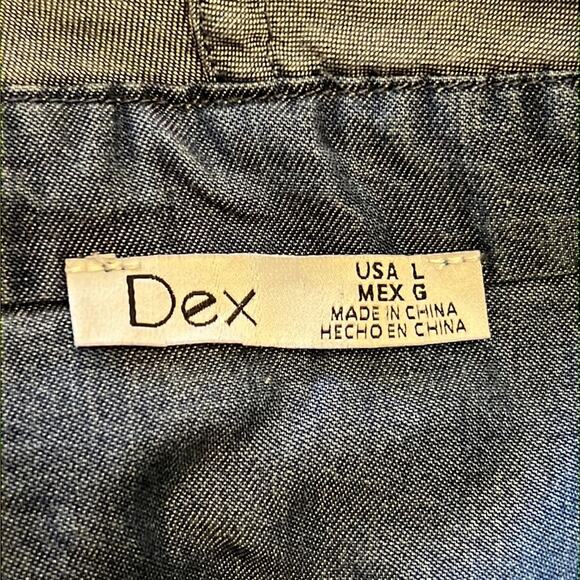 Dex
USA L
MEX G
MADE IN CHINA
HECHO EN CHINA